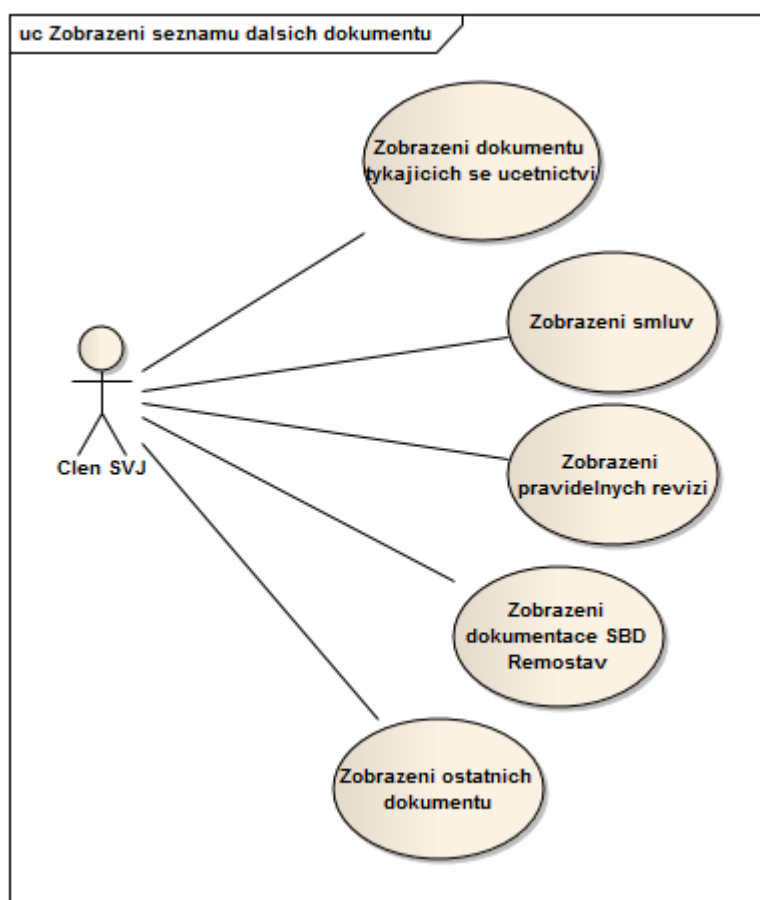 uc Zobrazeni seznamu dalsich dokumentu
Zobrazeni dokumentu
tykajicich se ucetnictvi
Zobrazeni smluv
Clen SVJ
Zobrazeni
pravidelnych revizi
Zobrazeni
dokumentace SBD
Remostav
Zobrazeni ostatnich
dokumentu